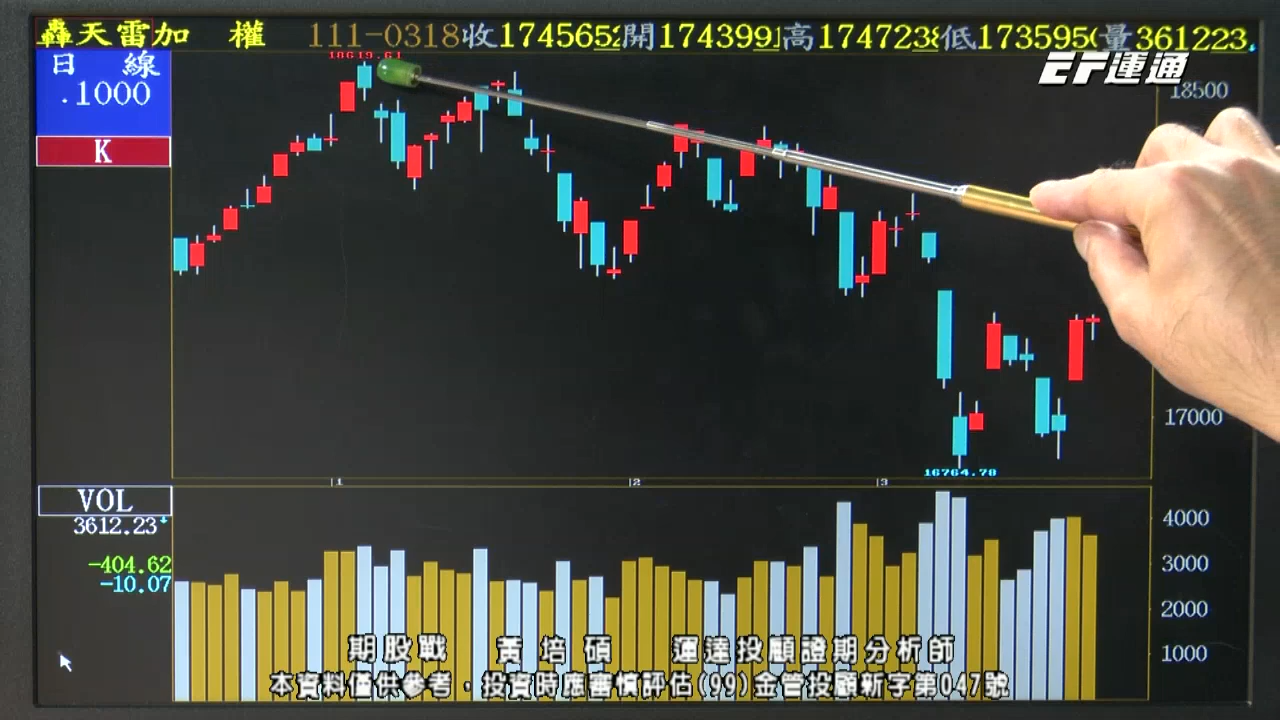 轟天雷加 權 111-0318收174565開174399高174723低173595量361223
日 線
.1000
K
18619.61
EF運通
18500
17000
16764.78
1
2
3
VOL
3612.23
-404.62
-10.07
4000
3000
2000
1000
期股戰 黃培碩 運達投顧證期分析師
本資料僅供參考，投資時應審慎評估(99)金管投顧新字第047號